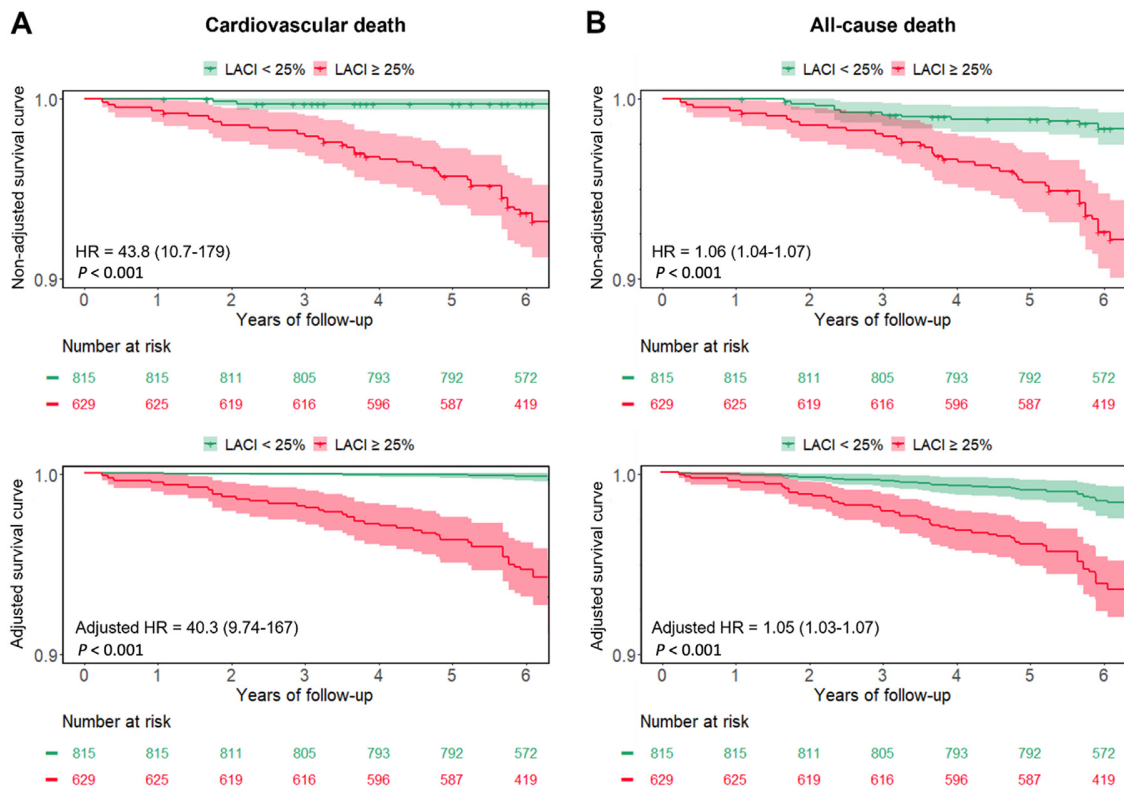 A
Cardiovascular death
LACI < 25% LACI ≥ 25%
Non-adjusted survival curve
1.0
0.9
HR = 43.8 (10.7-179)
P < 0.001
0 1 2 3 4 5 6
Years of follow-up
Number at risk
815 815 811 805 793 792 572
629 625 619 616 596 587 419
LACI < 25% LACI ≥ 25%
Adjusted survival curve
1.0
0.9
Adjusted HR = 40.3 (9.74-167)
P < 0.001
0 1 2 3 4 5 6
Years of follow-up
Number at risk
815 815 811 805 793 792 572
629 625 619 616 596 587 419
B
All-cause death
LACI < 25% LACI ≥ 25%
Non-adjusted survival curve
1.0
0.9
HR = 1.06 (1.04-1.07)
P < 0.001
0 1 2 3 4 5 6
Years of follow-up
Number at risk
815 815 811 805 793 792 572
629 625 619 616 596 587 419
LACI < 25% LACI ≥ 25%
Adjusted survival curve
1.0
0.9
Adjusted HR = 1.05 (1.03-1.07)
P < 0.001
0 1 2 3 4 5 6
Years of follow-up
Number at risk
815 815 811 805 793 792 572
629 625 619 616 596 587 419